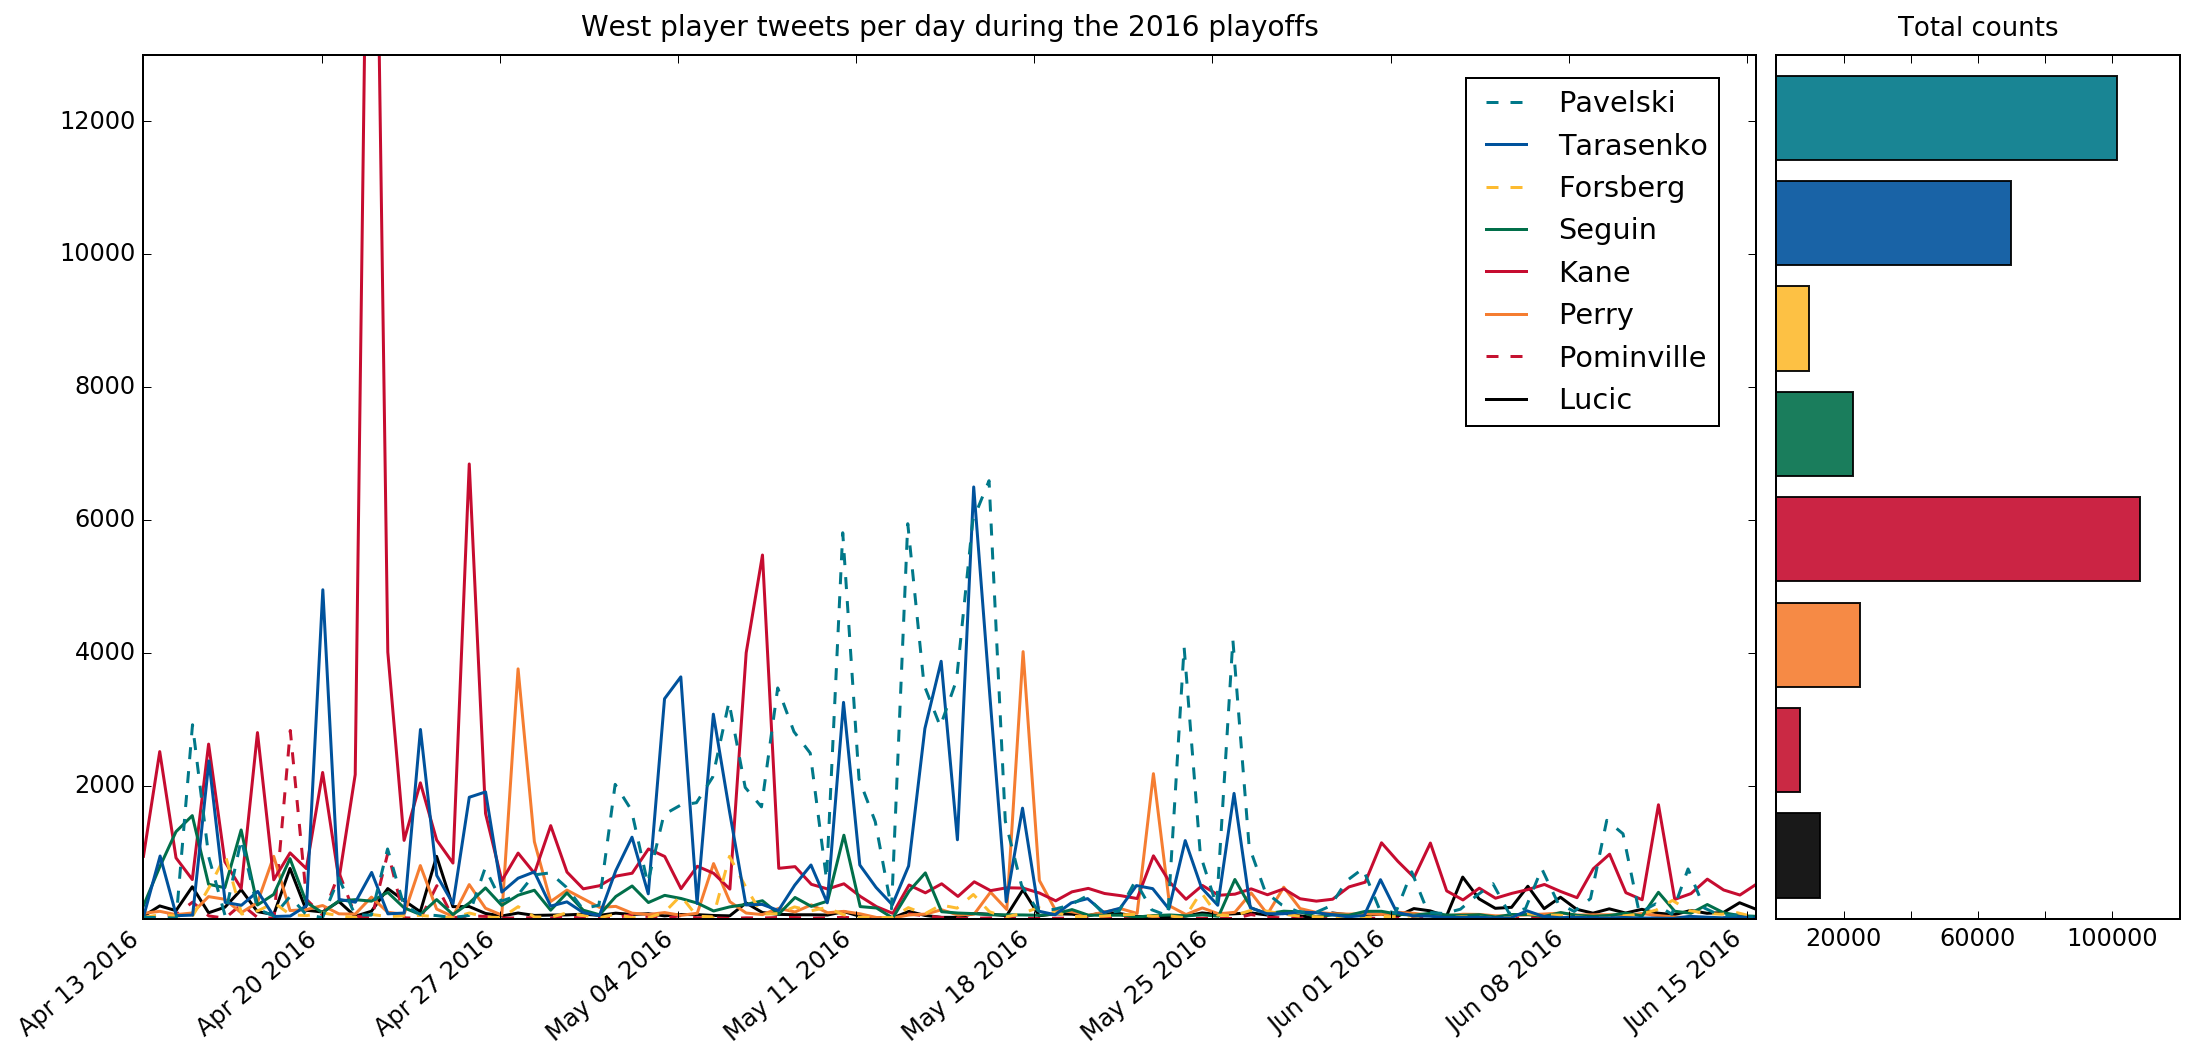 West player tweets per day during the 2016 playoffs
Total counts
12000
10000
8000
6000
4000
2000
Pavelski
Tarasenko
Forsberg
Seguin
Kane
Perry
Pominville
Lucic
Apr 13 2016
Apr 20 2016
Apr 27 2016
May 04 2016
May 11 2016
May 18 2016
May 25 2016
Jun 01 2016
Jun 08 2016
Jun 15 2016
20000
60000
100000